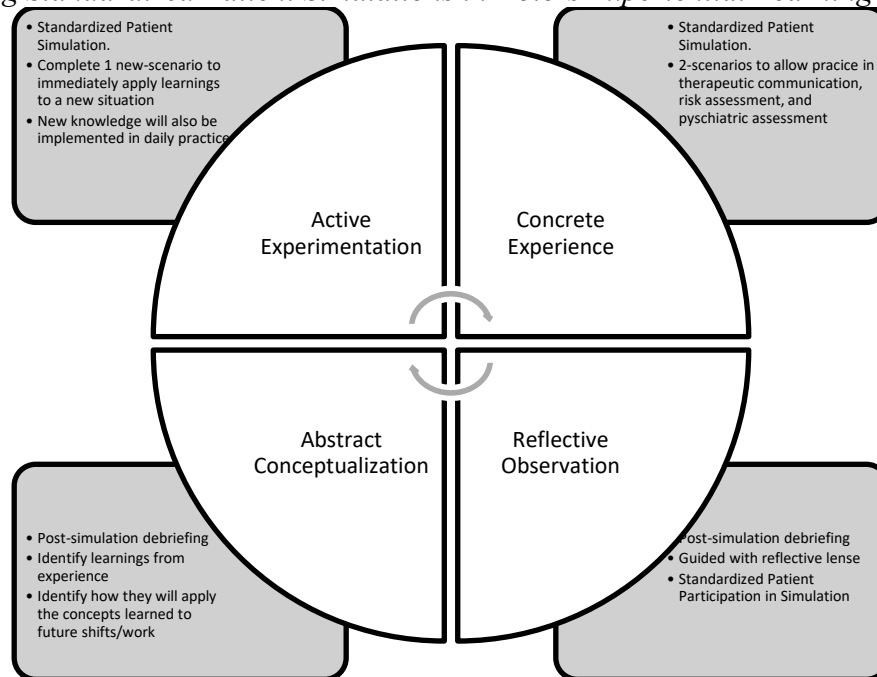 Standardized Patient Simulations
• Standardized Patient
Simulation.
• Complete 1 new-scenario to
immediately apply learnings
to a new situation
• New knowledge will also be
implemented in daily practice
• Standardized Patient
Simulation.
• 2-scenarios to allow pracice in
therapeutic communication,
risk assessment, and
pyschiatric assessment
Active
Experimentation
Concrete
Experience
Abstract
Conceptualization
Reflective
Observation
• Post-simulation debriefing
• Identify learnings from
experience
• Identify how they will apply
the concepts learned to
future shifts/work
Post-simulation debriefing
• Guided with reflective lense
• Standardized Patient
Participation in Simulation